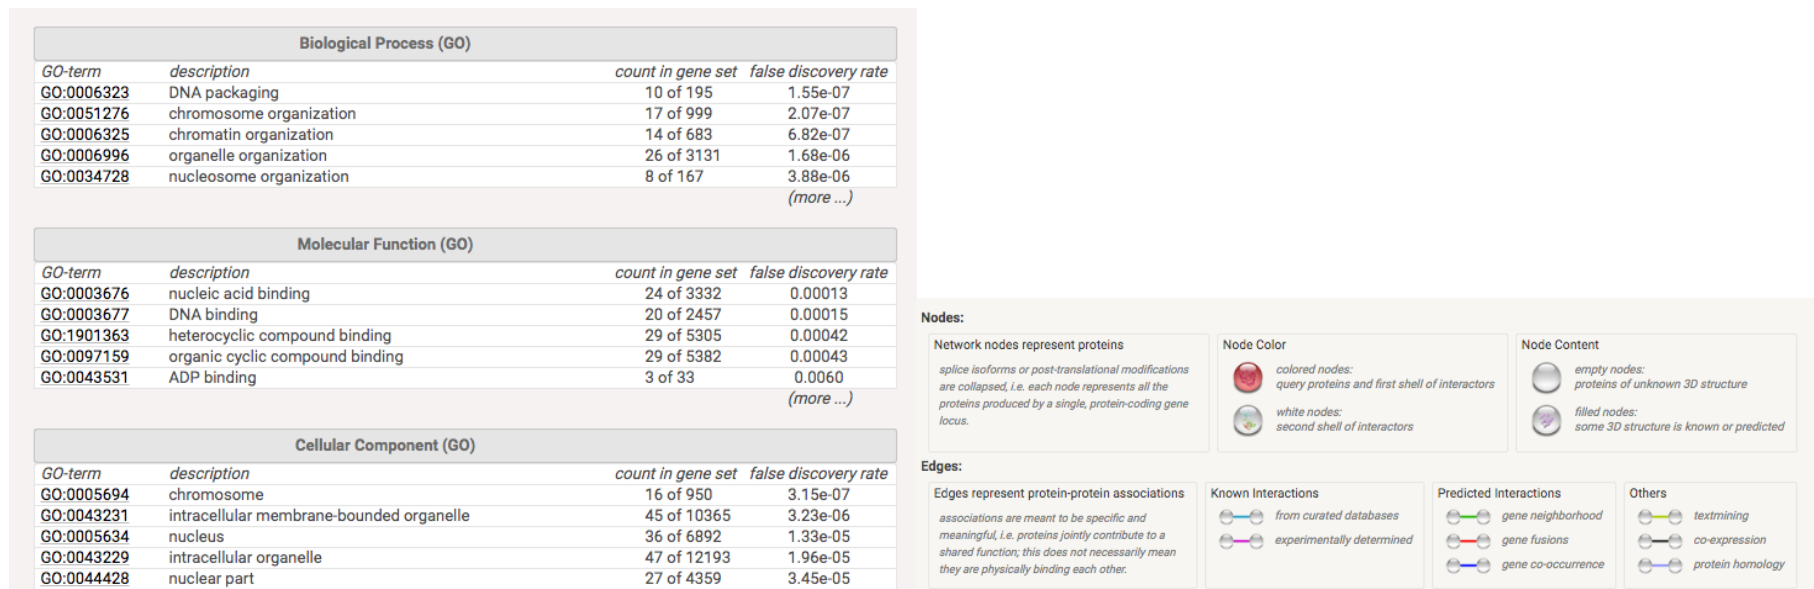 Biological Process (GO)
GO-term description count in gene set false discovery rate
GO:0006323 DNA packaging 10 of 195 1.55e-07
GO:0051276 chromosome organization 17 of 999 2.07e-07
GO:0006325 chromatin organization 14 of 683 6.82e-07
GO:0006996 organelle organization 26 of 3131 1.68e-06
GO:0034728 nucleosome organization 8 of 167 3.88e-06
(more ...)
Molecular Function (GO)
GO-term description count in gene set false discovery rate
GO:0003676 nucleic acid binding 24 of 3332 0.00013
GO:0003677 DNA binding 20 of 2457 0.00015
GO:1901363 heterocyclic compound binding 29 of 5305 0.00042
GO:0097159 organic cyclic compound binding 29 of 5382 0.00043
GO:0043531 ADP binding 3 of 33 0.0060
(more ...)
Cellular Component (GO)
GO-term description count in gene set false discovery rate
GO:0005694 chromosome 16 of 950 3.15e-07
GO:0043231 intracellular membrane-bounded organelle 45 of 10365 3.23e-06
GO:0005634 nucleus 36 of 6892 1.33e-05
GO:0043229 intracellular organelle 47 of 12193 1.96e-05
GO:0044428 nuclear part 27 of 4359 3.45e-05
Nodes:
Network nodes represent proteins
splice isoforms or post-translational modifications
are collapsed, i.e. each node represents all the
proteins produced by a single, protein-coding gene
locus.
Node Color
colored nodes:
query proteins and first shell of interactors
white nodes:
second shell of interactors
Node Content
empty nodes:
proteins of unknown 3D structure
filled nodes:
some 3D structure is known or predicted
Edges:
Edges represent protein-protein associations
associations are meant to be specific and
meaningful, i.e. proteins jointly contribute to a
shared function; this does not necessarily mean
they are physically binding each other.
Known Interactions
from curated databases
experimentally determined
Predicted Interactions
gene neighborhood
gene fusions
gene co-occurrence
Others
textmining
co-expression
protein homology